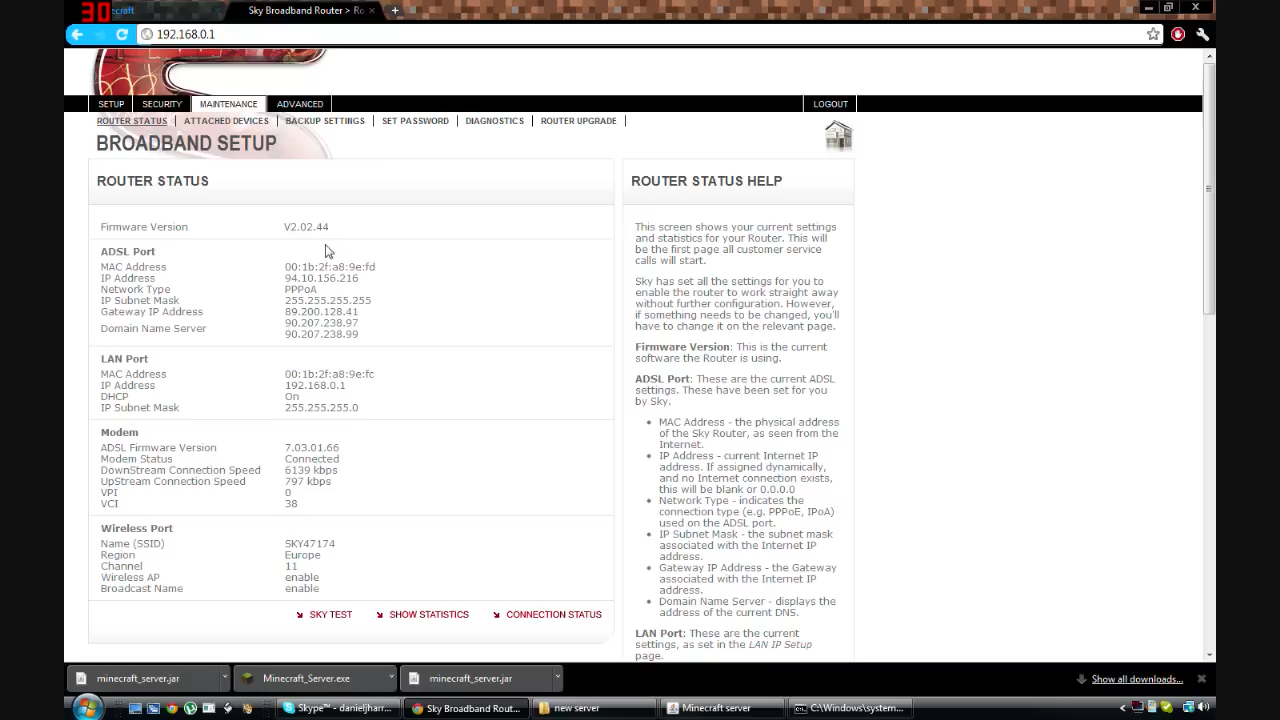 30
ecraft
Sky Broadband Router > Ro
192.168.0.1
SETUP SECURITY MAINTENANCE ADVANCED LOGOUT
ROUTER STATUS ATTACHED DEVICES BACKUP SETTINGS SET PASSWORD DIAGNOSTICS ROUTER UPGRADE
BROADBAND SETUP
ROUTER STATUS
Firmware Version V2.02.44
ADSL Port
MAC Address 00:1b:2f:a8:9e:fd
IP Address 94.10.156.216
Network Type PPPoA
IP Subnet Mask 255.255.255.255
Gateway IP Address 89.200.128.41
Domain Name Server 90.207.238.97
90.207.238.99
LAN Port
MAC Address 00:1b:2f:a8:9e:fc
IP Address 192.168.0.1
DHCP On
IP Subnet Mask 255.255.255.0
Modem
ADSL Firmware Version 7.03.01.66
Modem Status Connected
DownStream Connection Speed 6139 kbps
UpStream Connection Speed 797 kbps
VPI 0
VCI 38
Wireless Port
Name (SSID) SKY47174
Region Europe
Channel 11
Wireless AP enable
Broadcast Name enable
SKY TEST SHOW STATISTICS CONNECTION STATUS
ROUTER STATUS HELP
This screen shows your current settings
and statistics for your Router. This will
be the first page all customer service
calls will start.
Sky has set all the settings for you to
enable the router to work straight away
without further configuration. However,
if something needs to be changed, you'll
have to change it on the relevant page.
Firmware Version: This is the current
software the Router is using.
ADSL Port: These are the current ADSL
settings. These have been set for you
by Sky.
• MAC Address - the physical address
of the Sky Router, as seen from the
Internet.
• IP Address - current Internet IP
address. If assigned dynamically,
and no Internet connection exists,
this will be blank or 0.0.0.0
• Network Type - indicates the
connection type (e.g. PPPoE, IPoA)
used on the ADSL port.
• IP Subnet Mask - the subnet mask
associated with the Internet IP
address.
• Gateway IP Address - the Gateway
associated with the Internet IP
address.
• Domain Name Server - displays the
address of the current DNS.
LAN Port: These are the current
settings, as set in the LAN IP Setup
page.
minecraft_server.jar Minecraft_Server.exe minecraft_server.jar Show all downloads...
Skype™ - danieljharr... Sky Broadband Rout... new server Minecraft server C:\Windows\system...